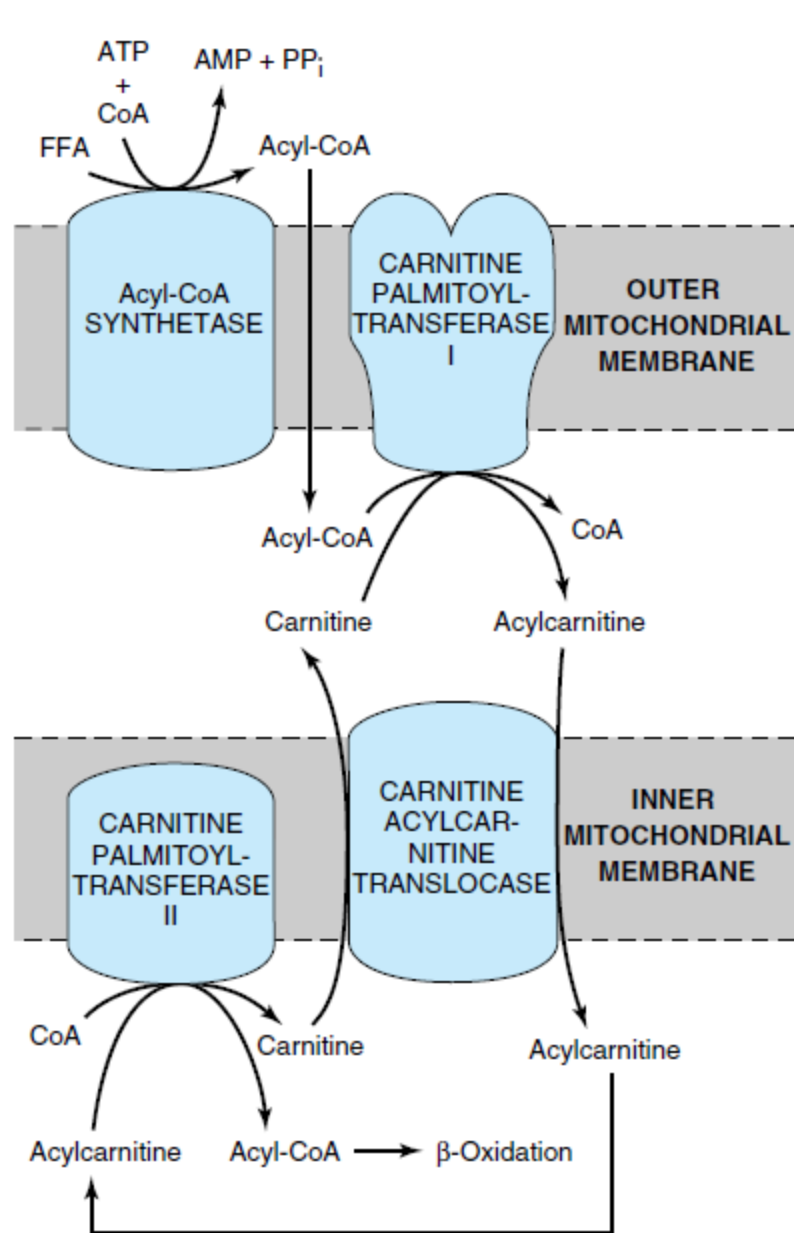 ATP
+
CoA
AMP + PPi
FFA
Acyl-CoA
Acyl-CoA
SYNTHETASE
CARNITINE
PALMITOYL-
TRANSFERASE
I
OUTER
MITOCHONDRIAL
MEMBRANE
Acyl-CoA
CoA
Carnitine
Acylcarnitine
CARNITINE
PALMITOYL-
TRANSFERASE
II
CARNITINE
ACYLCAR-
NITINE
TRANSLOCASE
INNER
MITOCHONDRIAL
MEMBRANE
CoA
Carnitine
Acylcarnitine
Acylcarnitine
Acyl-CoA
β-Oxidation